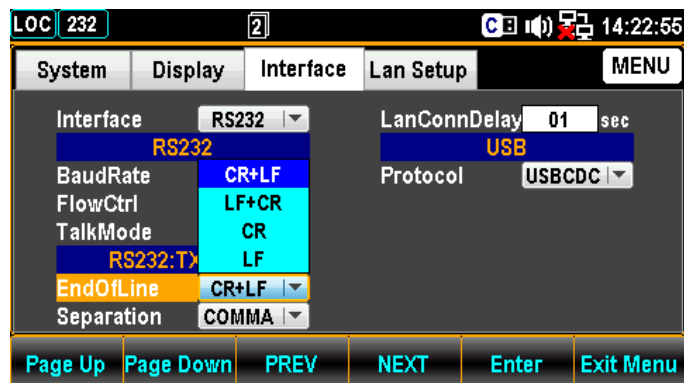 LOC 232 2 C 14:22:55
System Display Interface Lan Setup MENU
Interface RS232 LanConnDelay 01 sec
RS232 USB
BaudRate CR+LF Protocol USBCDC
FlowCtrl LF+CR
TalkMode CR
RS232:TX LF
EndOfLine CR+LF
Separation COMMA
Page Up Page Down PREV NEXT Enter Exit Menu